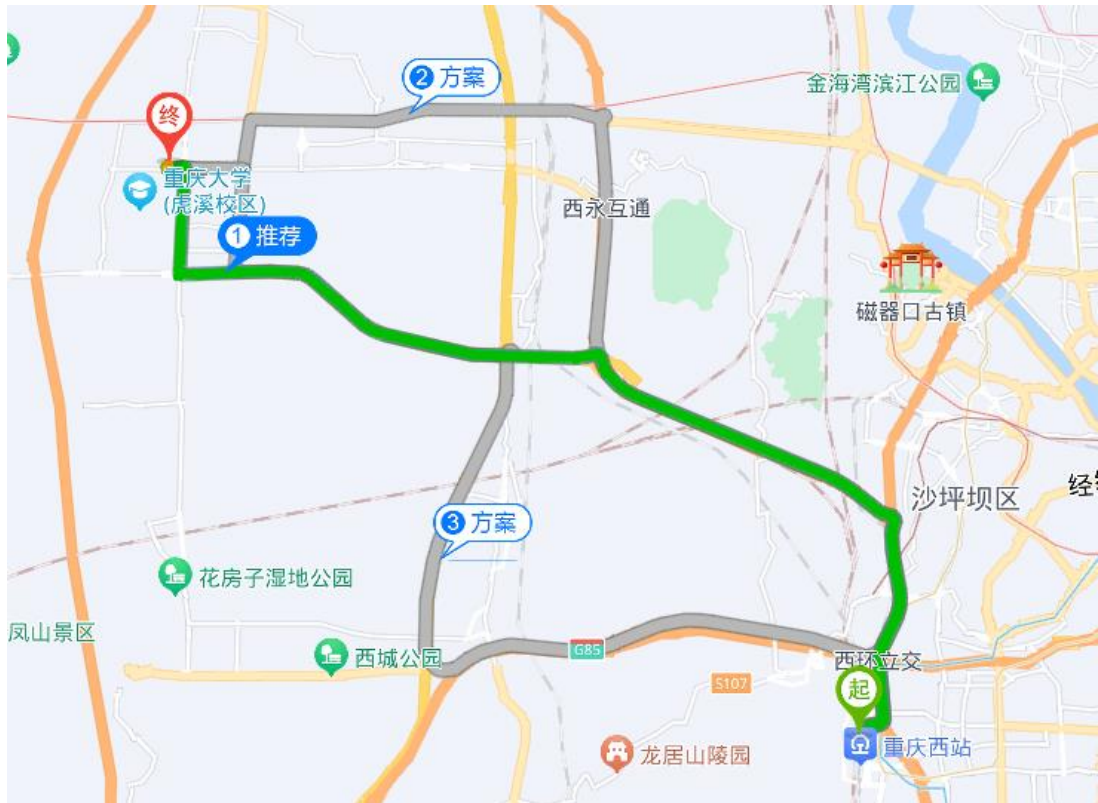 2 方案
金海湾滨江公园
终
重庆大学
(虎溪校区)
西永互通
1 推荐
磁器口古镇
沙坪坝区
3 方案
花房子湿地公园
凤山景区
西城公园
G85
西环立交
S107
起
重庆西站
龙居山陵园